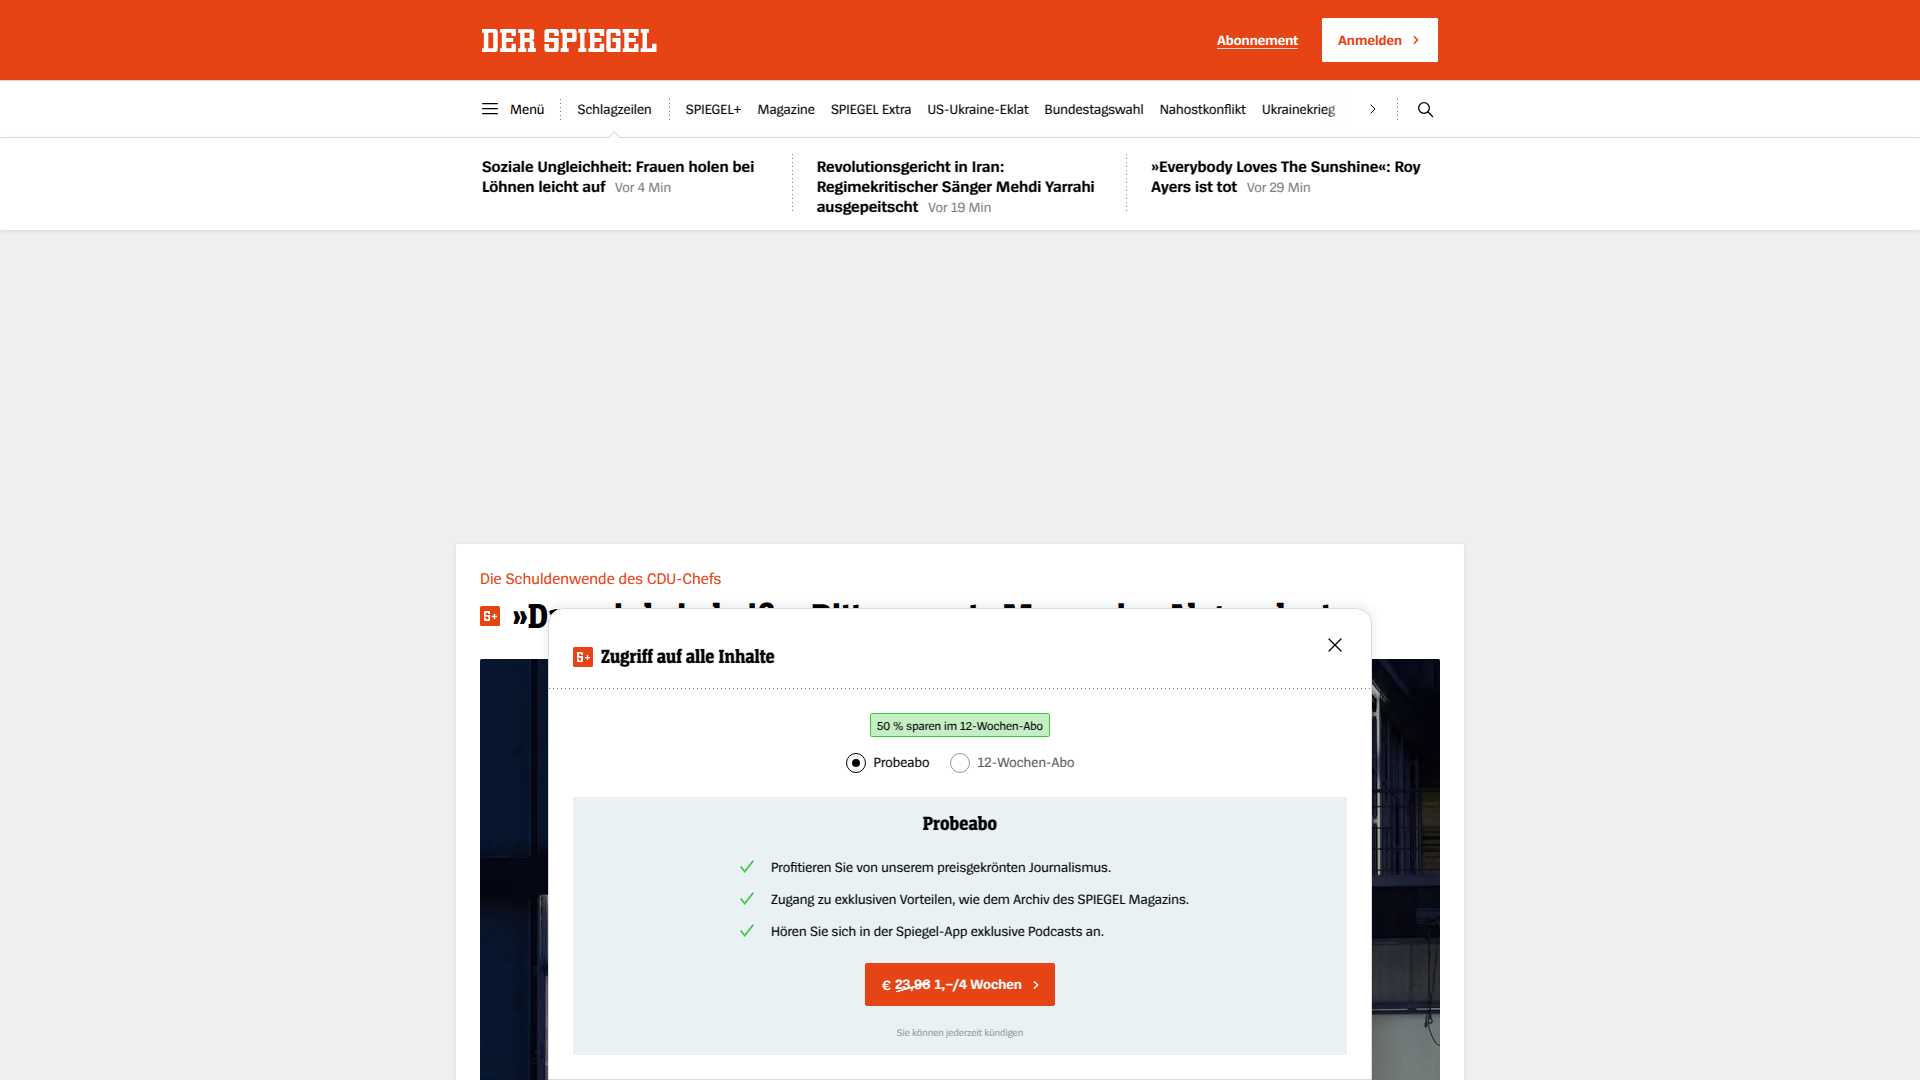 DER SPIEGEL
Abonnement
Anmelden
Menü
Schlagzeilen
SPIEGEL+
Magazine
SPIEGEL Extra
US-Ukraine-Eklat
Bundestagswahl
Nahostkonflikt
Ukrainekrieg
Soziale Ungleichheit: Frauen holen bei
Löhnen leicht auf Vor 4 Min
Revolutionsgericht in Iran:
Regimekritischer Sänger Mehdi Yarrahi
ausgepeitscht Vor 19 Min
»Everybody Loves The Sunshine«: Roy
Ayers ist tot Vor 29 Min
Die Schuldenwende des CDU-Chefs
Zugriff auf alle Inhalte
50 % sparen im 12-Wochen-Abo
Probeabo
12-Wochen-Abo
Probeabo
Profitieren Sie von unserem preisgekrönten Journalismus.
Zugang zu exklusiven Vorteilen, wie dem Archiv des SPIEGEL Magazins.
Hören Sie sich in der Spiegel-App exklusive Podcasts an.
€ 23,96 1,–/4 Wochen
Sie können jederzeit kündigen